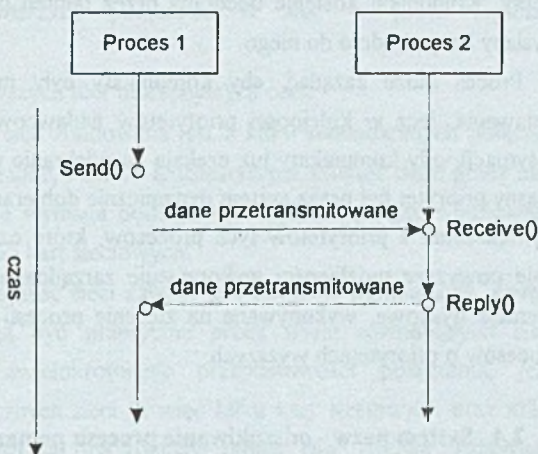 Proces 1
Proces 2
Send()
dane przetransmitowane
Receive()
dane przetransmitowane
Reply()
czas